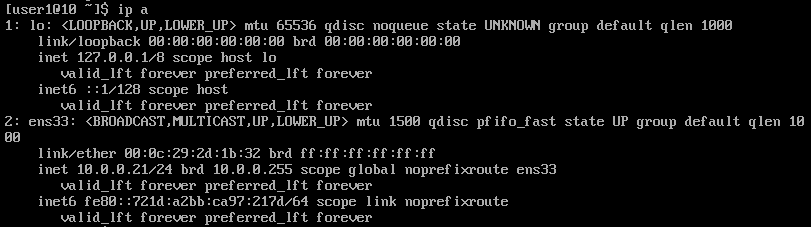 [user1@10 ~]$ ip a
1: lo: <LOOPBACK,UP,LOWER_UP> mtu 65536 qdisc noqueue state UNKNOWN group default qlen 1000
    link/loopback 00:00:00:00:00:00 brd 00:00:00:00:00:00
    inet 127.0.0.1/8 scope host lo
       valid_lft forever preferred_lft forever
    inet6 ::1/128 scope host
       valid_lft forever preferred_lft forever
2: ens33: <BROADCAST,MULTICAST,UP,LOWER_UP> mtu 1500 qdisc pfifo_fast state UP group default qlen 10
00
    link/ether 00:0c:29:2d:1b:32 brd ff:ff:ff:ff:ff:ff
    inet 10.0.0.21/24 brd 10.0.0.255 scope global noprefixroute ens33
       valid_lft forever preferred_lft forever
    inet6 fe80::721d:a2bb:ca97:217d/64 scope link noprefixroute
       valid_lft forever preferred_lft forever